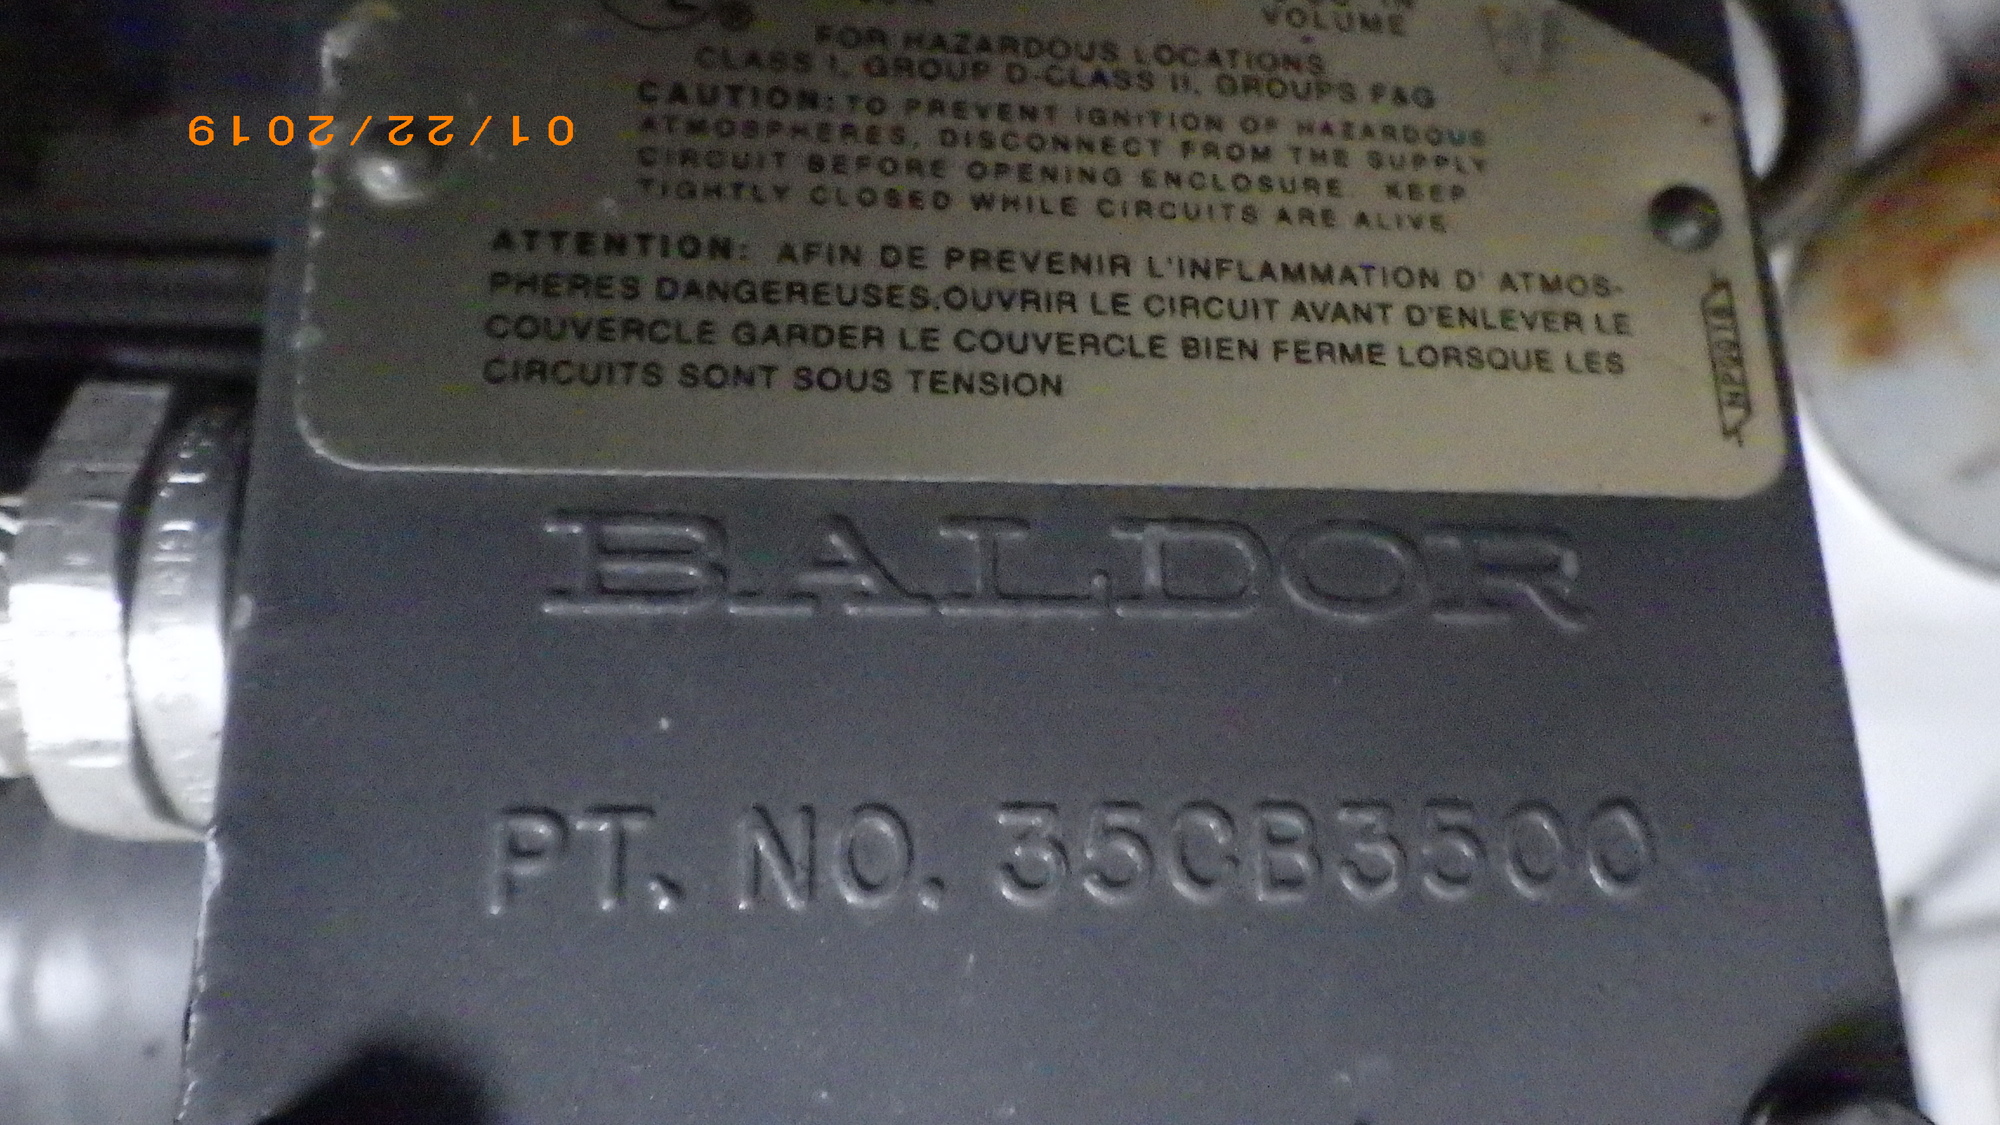 VOLUME
FOR HAZARDOUS LOCATIONS
CLASS I, GROUP D-CLASS II, GROUPS F&G
CAUTION: TO PREVENT IGNITION OF HAZARDOUS
ATMOSPHERES, DISCONNECT FROM THE SUPPLY
CIRCUIT BEFORE OPENING ENCLOSURE. KEEP
TIGHTLY CLOSED WHILE CIRCUITS ARE ALIVE
ATTENTION: AFIN DE PREVENIR L'INFLAMMATION D' ATMOS-
PHERES DANGEREUSES.OUVRIR LE CIRCUIT AVANT D'ENLEVER LE
COUVERCLE GARDER LE COUVERCLE BIEN FERME LORSQUE LES
CIRCUITS SONT SOUS TENSION
BALDOR
PT. NO. 35CB3500
01/22/2019